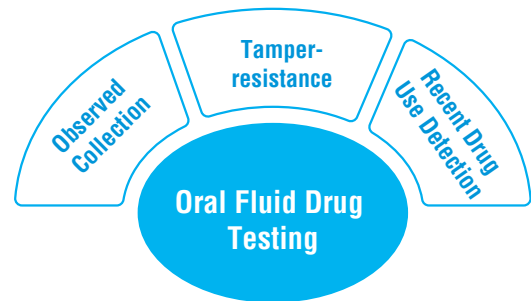 Observed
Collection
Tamper-
resistance
Recent Drug
Use Detection
Oral Fluid Drug
Testing